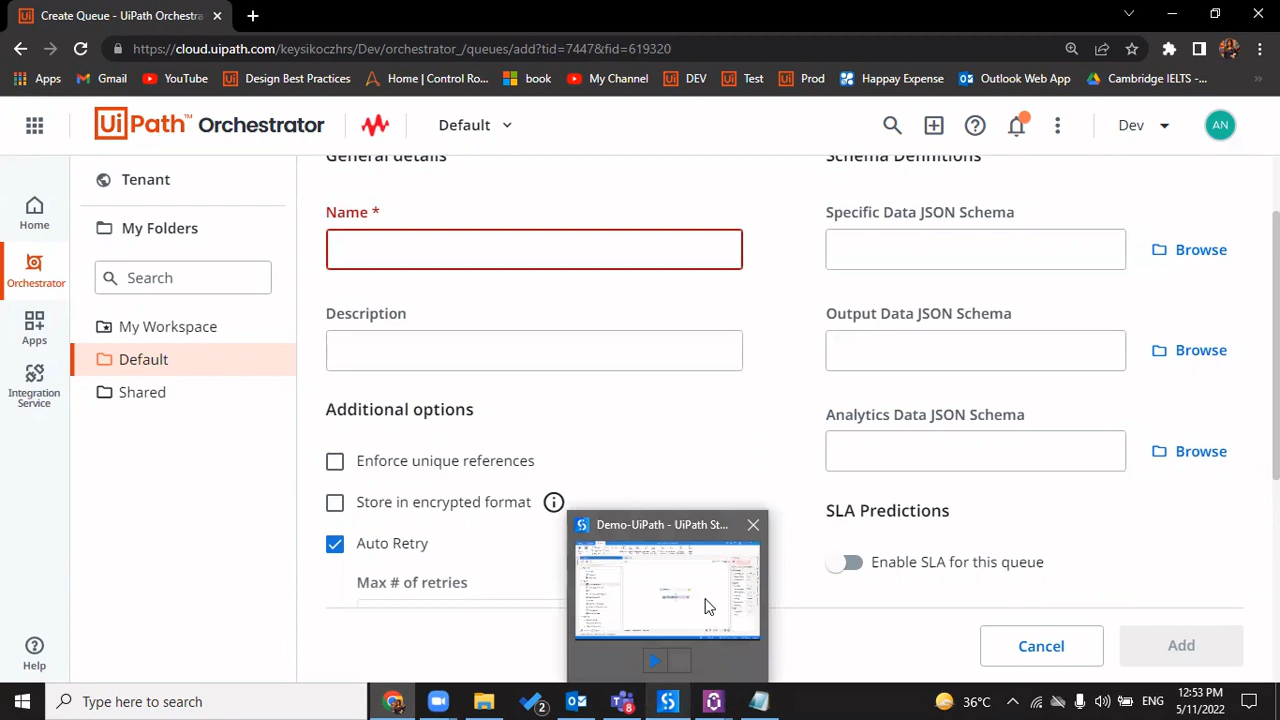 Create Queue - UiPath Orchestra
https://cloud.uipath.com/keysikoczhrs/Dev/orchestrator_/queues/add?tid=7447&fid=619320
Apps
Gmail
YouTube
Design Best Practices
Home | Control Ro...
book
My Channel
DEV
Test
Prod
Happay Expense
Outlook Web App
Cambridge IELTS -...
»
UiPath™ Orchestrator
Default
Dev
AN
Home
Orchestrator
Apps
Integration
Service
Help
Tenant
My Folders
Search
My Workspace
Default
Shared
General details
Name *
Description
Additional options
Enforce unique references
Store in encrypted format
Auto Retry
Max # of retries
Schema Definitions
Specific Data JSON Schema
Browse
Output Data JSON Schema
Browse
Analytics Data JSON Schema
Browse
SLA Predictions
Enable SLA for this queue
Cancel
Add
Demo-UiPath - UiPath St...
Type here to search
2
8
36°C
ENG
12:53 PM
5/11/2022